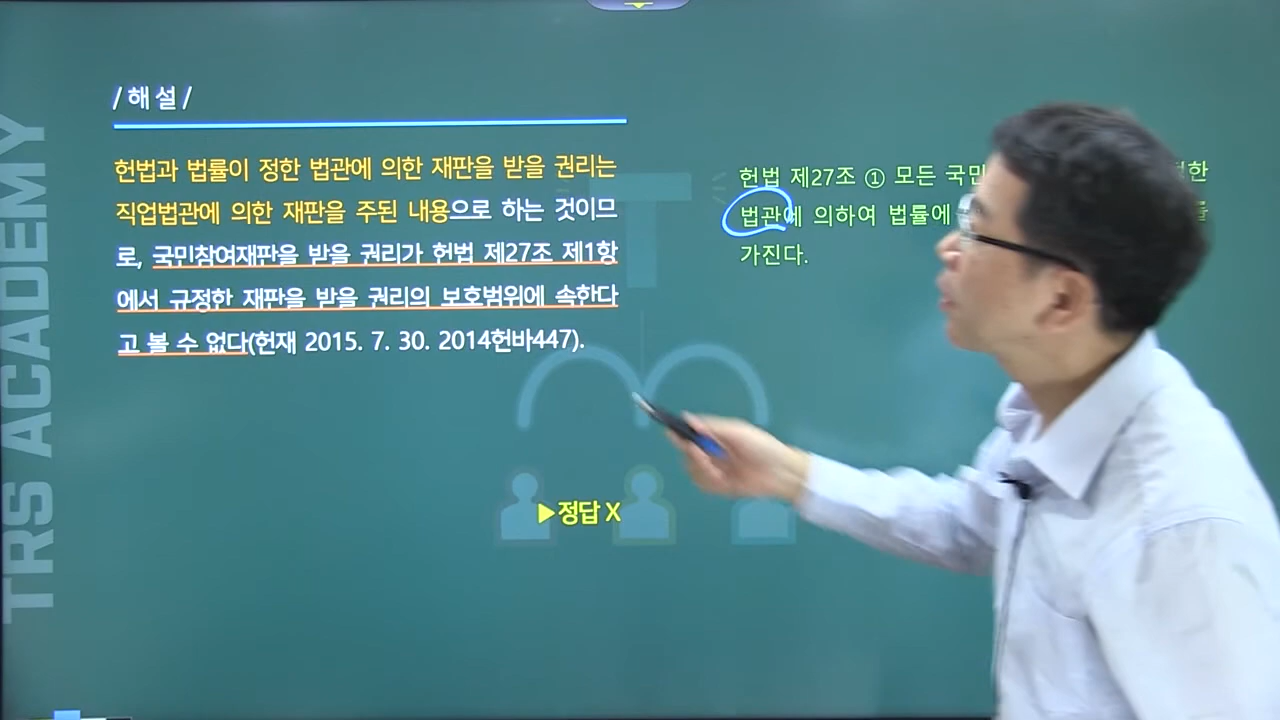 TRS ACADEMY
/ 해 설 /
헌법과 법률이 정한 법관에 의한 재판을 받을 권리는
직업법관에 의한 재판을 주된 내용으로 하는 것이므
로, 국민참여재판을 받을 권리가 헌법 제27조 제1항
에서 규정한 재판을 받을 권리의 보호범위에 속한다
고 볼 수 없다(헌재 2015. 7. 30. 2014헌바447).
▶정답 X
헌법 제27조 ① 모든 국민
법관에 의하여 법률에
가진다.